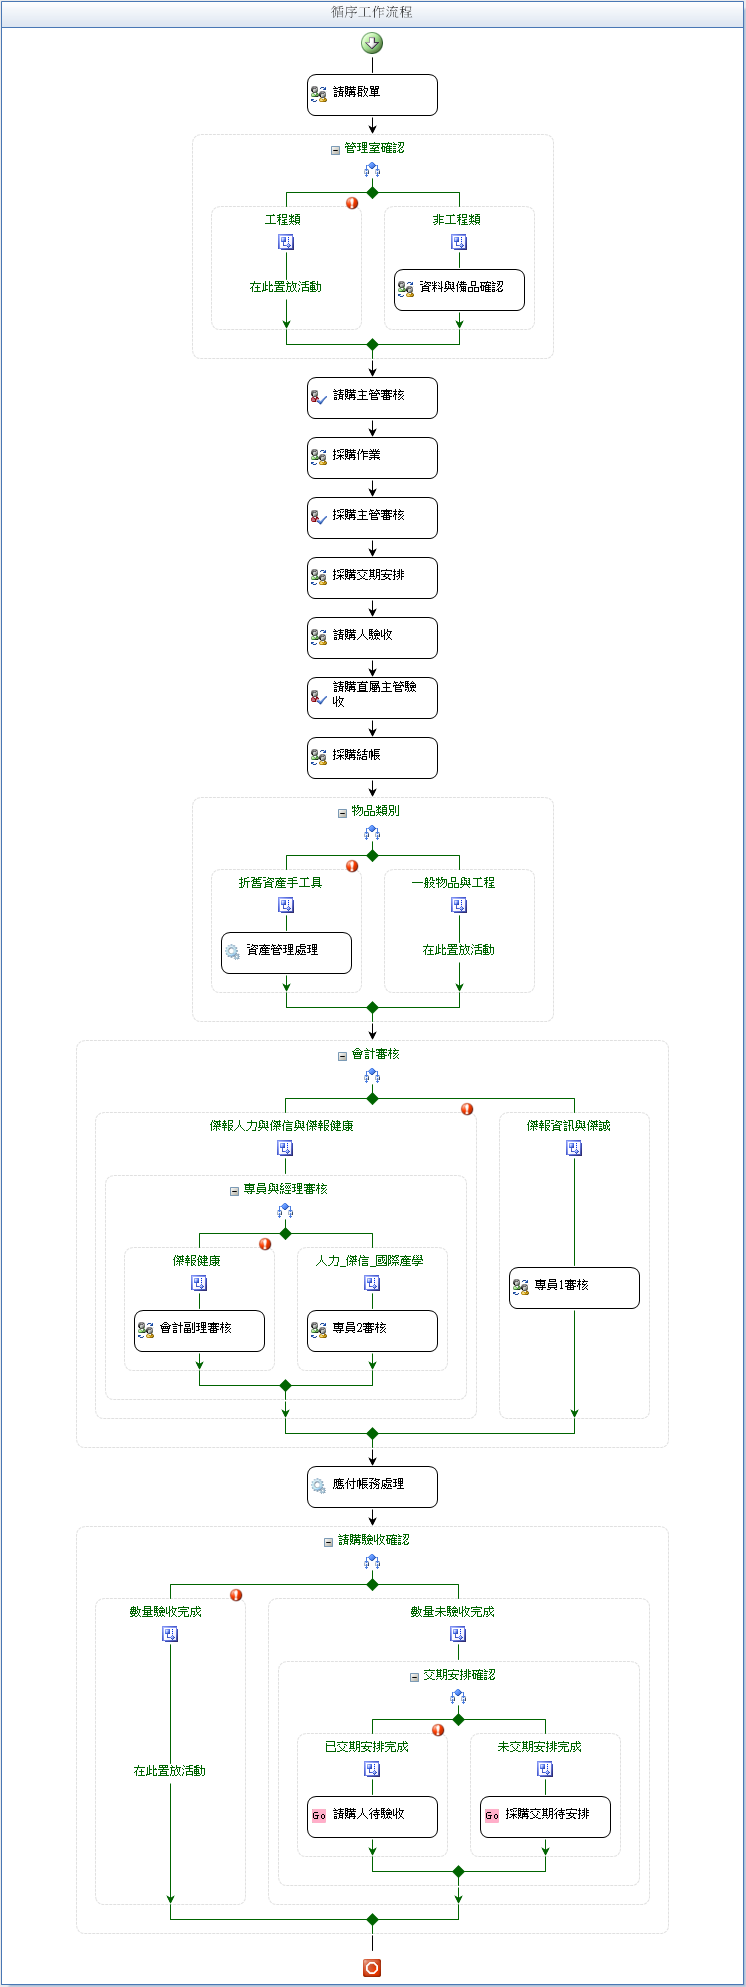 循序工作流程
請購啟單
管理室確認
工程類
非工程類
在此置放活動
資料與備品確認
請購主管審核
採購作業
採購主管審核
採購交期安排
請購人驗收
請購直屬主管驗
收
採購結帳
物品類別
折舊資產手工具
一般物品與工程
資產管理處理
在此置放活動
會計審核
傑報人力與傑信與傑報健康
傑報資訊與傑誠
專員與經理審核
傑報健康
人力_傑信_國際產學
專員1審核
會計副理審核
專員2審核
應付帳務處理
請購驗收確認
數量驗收完成
數量未驗收完成
交期安排確認
已交期安排完成
未交期安排完成
在此置放活動
Go 請購人待驗收
Go 採購交期待安排